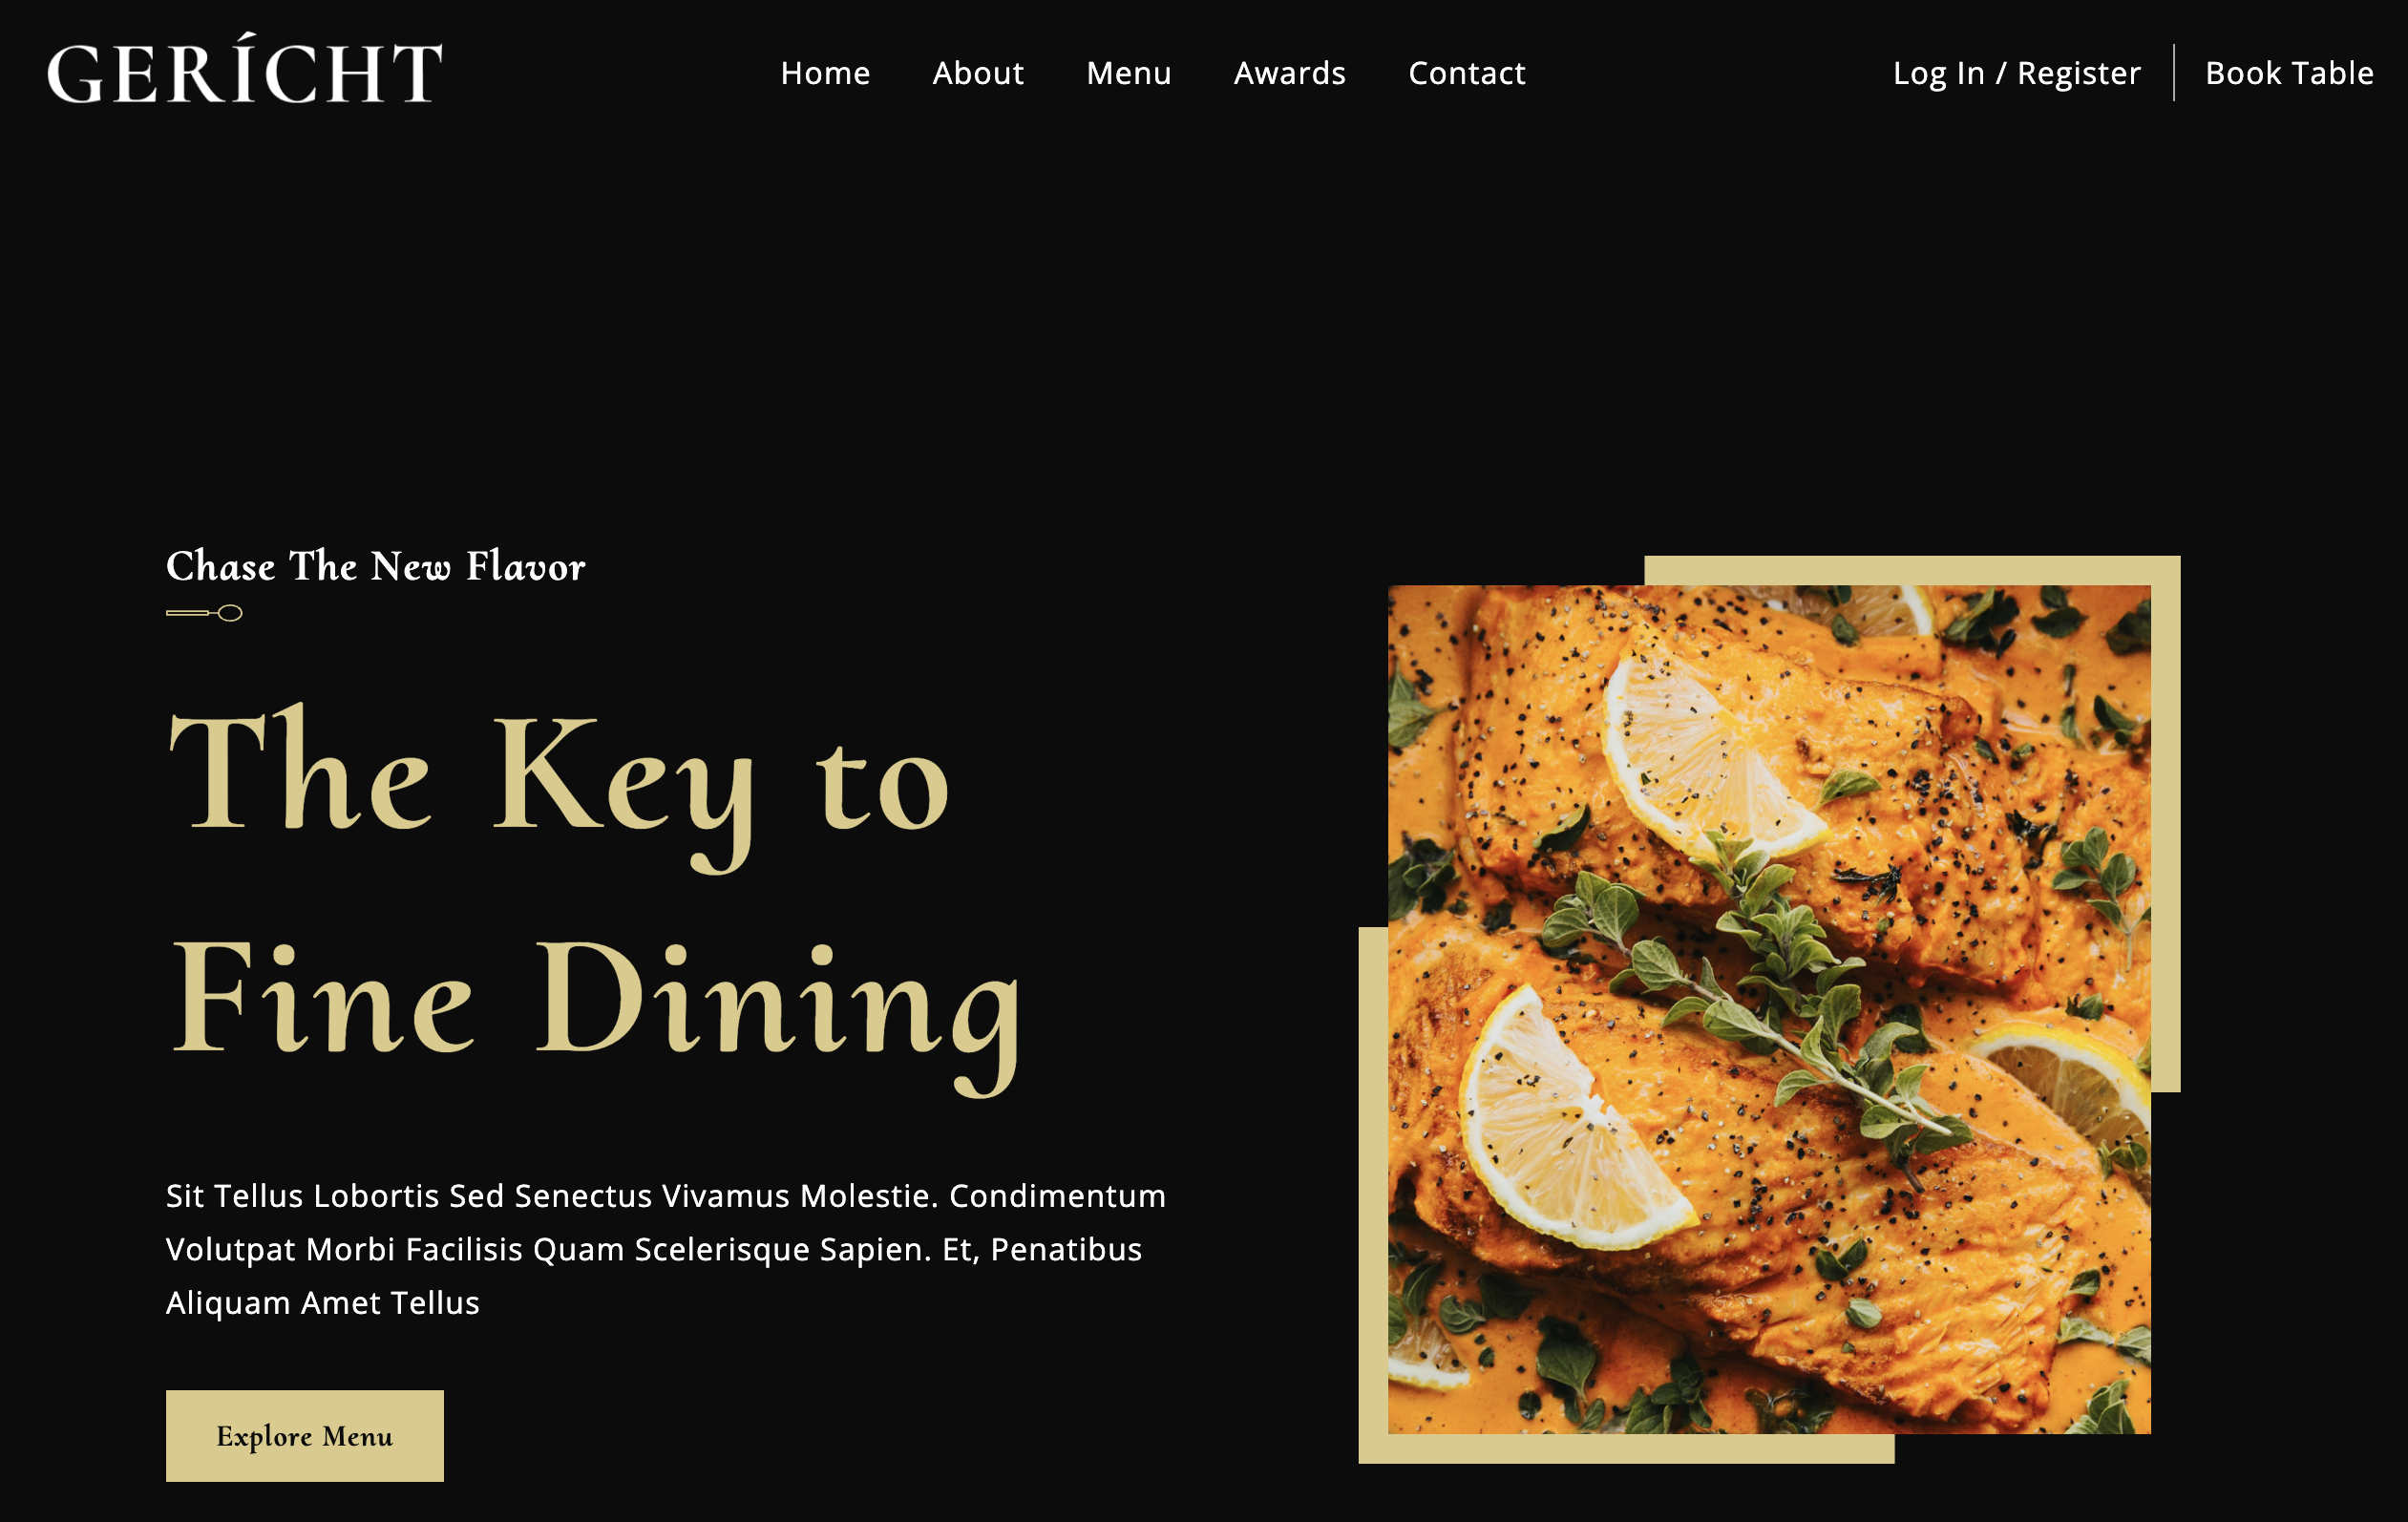 GERÍCHT
Home About Menu Awards Contact
Log In / Register Book Table
Chase The New Flavor
The Key to
Fine Dining
Sit Tellus Lobortis Sed Senectus Vivamus Molestie. Condimentum
Volutpat Morbi Facilisis Quam Scelerisque Sapien. Et, Penatibus
Aliquam Amet Tellus
Explore Menu